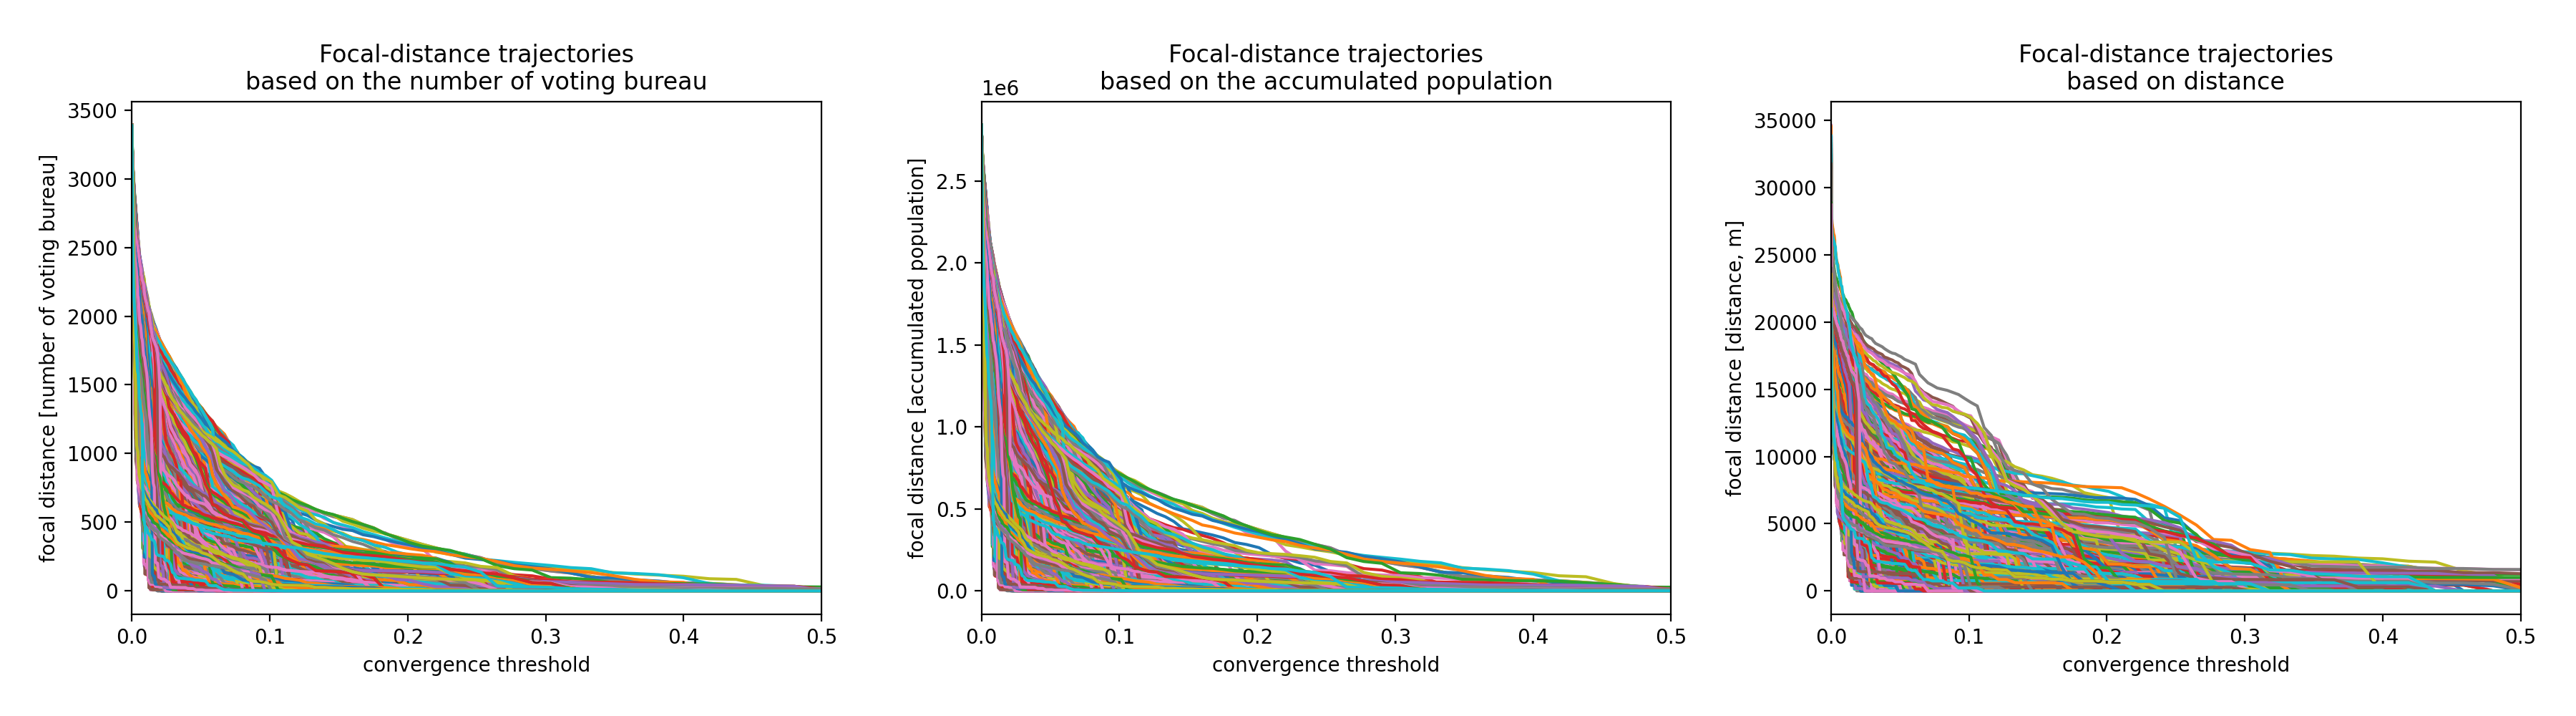 Focal-distance trajectories
based on the number of voting bureau
focal distance [number of voting bureau]
3500
3000
2500
2000
1500
1000
500
0
0.0 0.1 0.2 0.3 0.4 0.5
convergence threshold
Focal-distance trajectories
based on the accumulated population
1e6
focal distance [accumulated population]
2.5
2.0
1.5
1.0
0.5
0.0
0.0 0.1 0.2 0.3 0.4 0.5
convergence threshold
Focal-distance trajectories
based on distance
focal distance [distance, m]
35000
30000
25000
20000
15000
10000
5000
0
0.0 0.1 0.2 0.3 0.4 0.5
convergence threshold